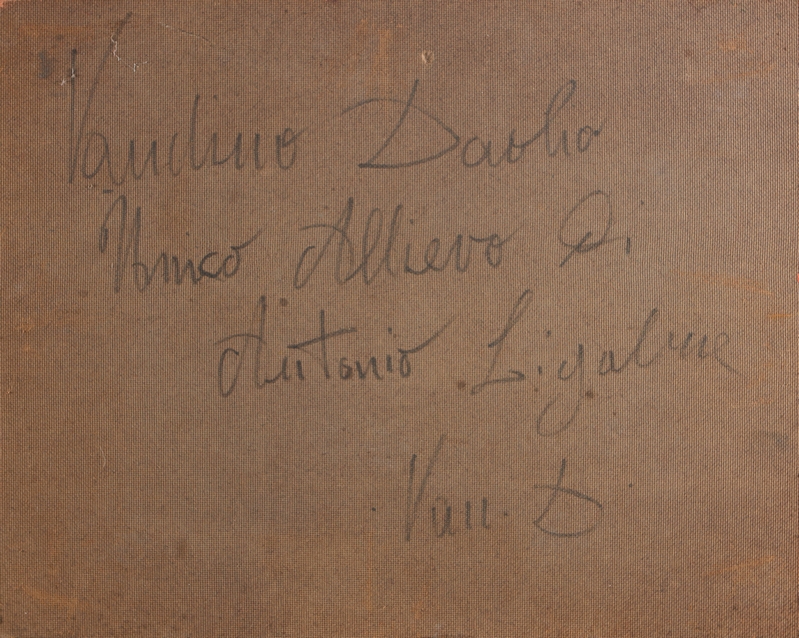 Vandino Daolio
Unico Allievo Di
Antonio Ligabue
Van. D